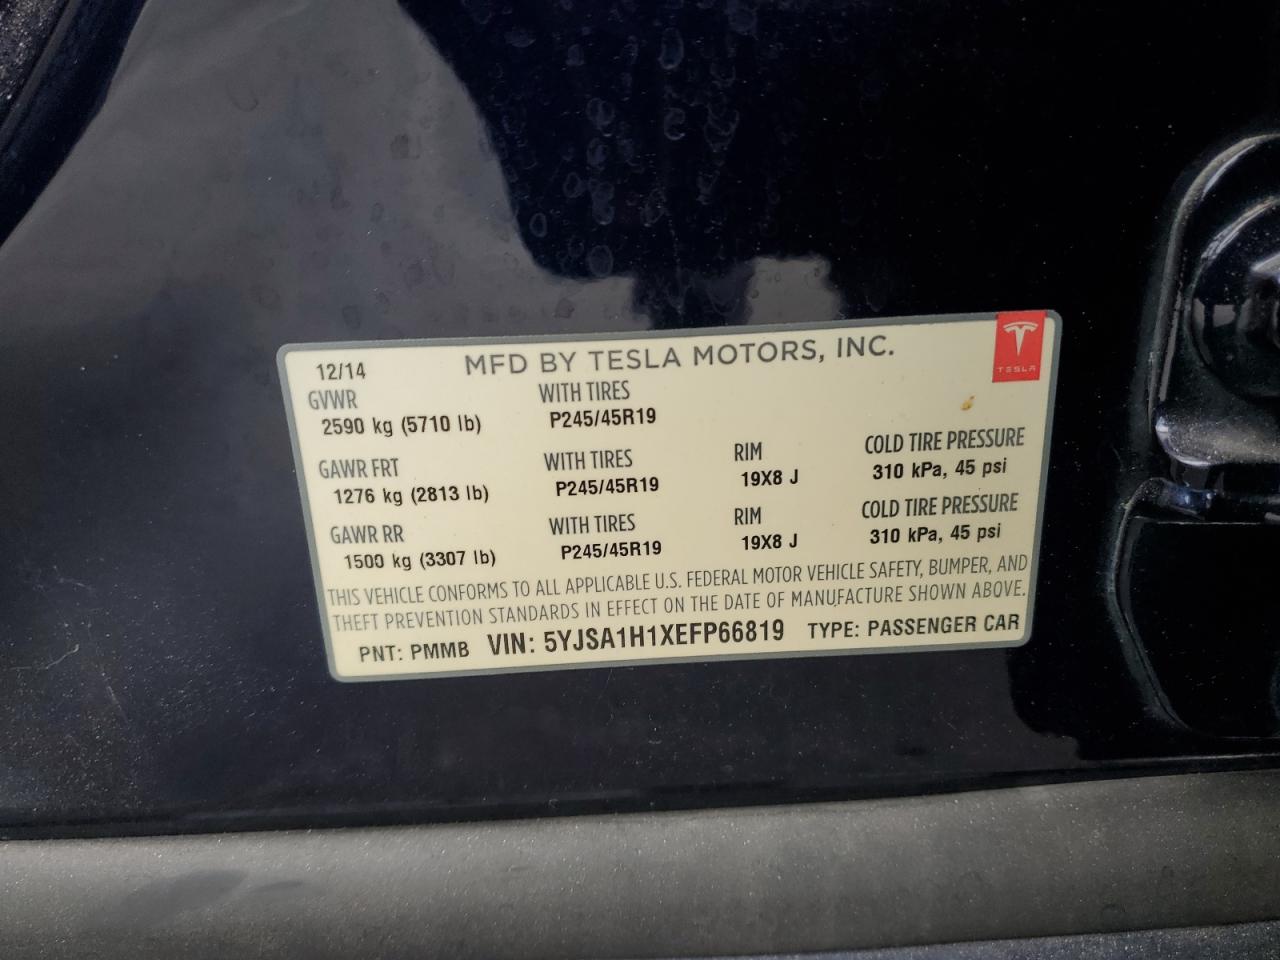 12/14 MFD BY TESLA MOTORS, INC.
TESLA
GVWR WITH TIRES
2590 kg (5710 lb) P245/45R19
GAWR FRT WITH TIRES RIM COLD TIRE PRESSURE
1276 kg (2813 lb) P245/45R19 19X8 J 310 kPa, 45 psi
GAWR RR WITH TIRES RIM COLD TIRE PRESSURE
1500 kg (3307 lb) P245/45R19 19X8 J 310 kPa, 45 psi
THIS VEHICLE CONFORMS TO ALL APPLICABLE U.S. FEDERAL MOTOR VEHICLE SAFETY, BUMPER, AND
THEFT PREVENTION STANDARDS IN EFFECT ON THE DATE OF MANUFACTURE SHOWN ABOVE.
PNT: PMMB VIN: 5YJSA1H1XEFP66819 TYPE: PASSENGER CAR